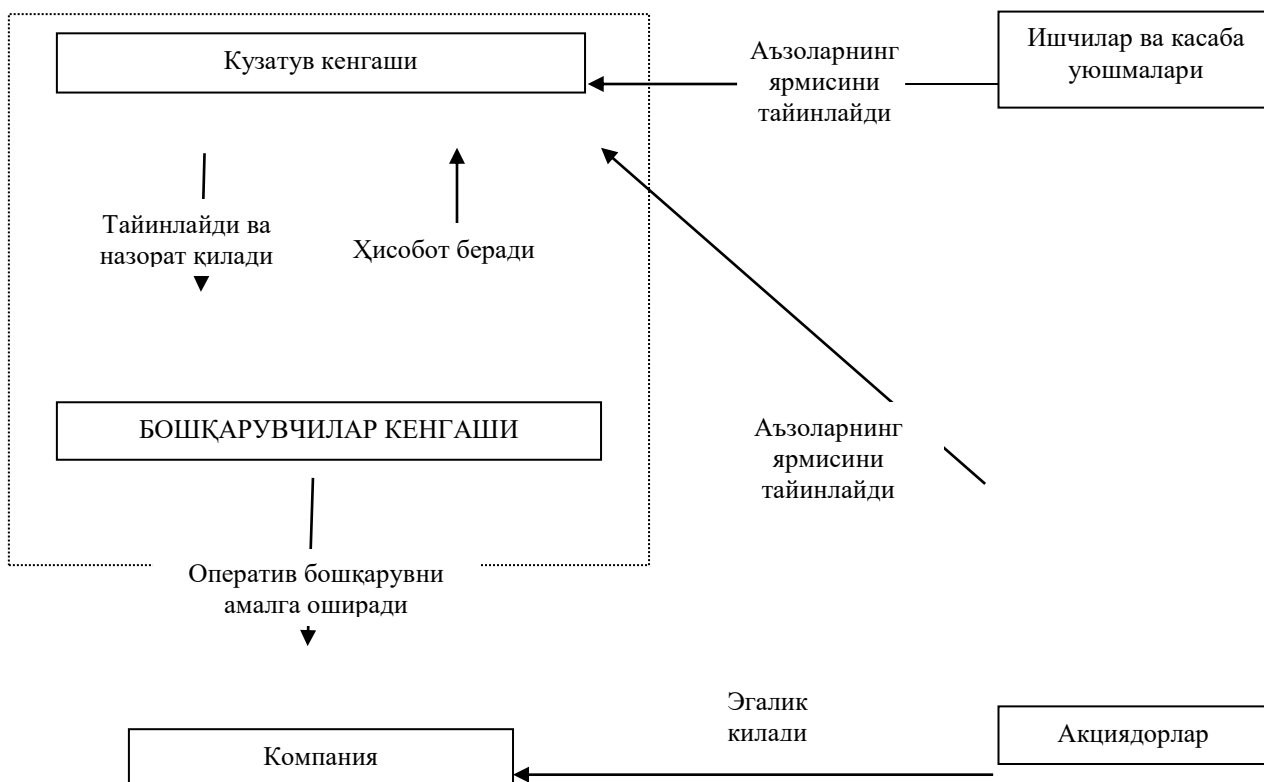 Кузатув кенгаши
Аъзоларнинг
ярмисини
тайинлайди
Ишчилар ва касаба
уюшмалари
Тайинлайди ва
назорат қилади
Ҳисобот беради
БОШҚАРУВЧИЛАР КЕНГАШИ
Аъзоларнинг
ярмисини
тайинлайди
Оператив бошқарувни
амалга оширади
Эгалик
килади
Компания
Акциядорлар